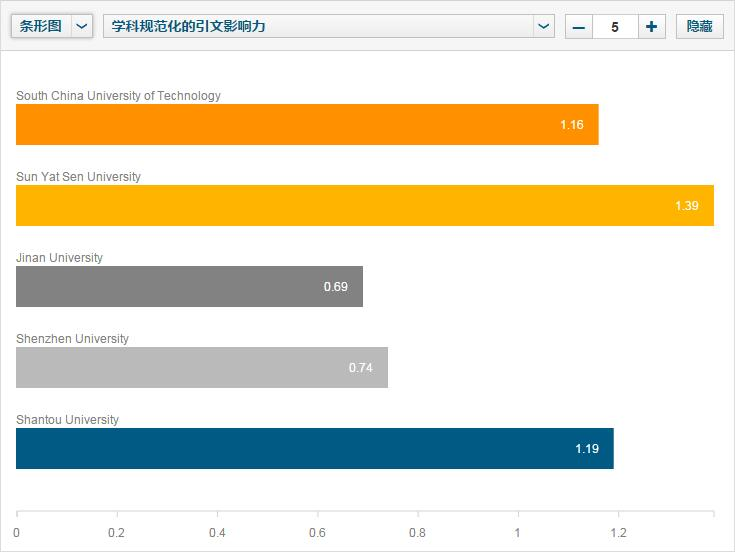 条形图 学科规范化的引文影响力 — 5 + 隐藏
South China University of Technology
1.16
Sun Yat Sen University
1.39
Jinan University
0.69
Shenzhen University
0.74
Shantou University
1.19
0 0.2 0.4 0.6 0.8 1 1.2